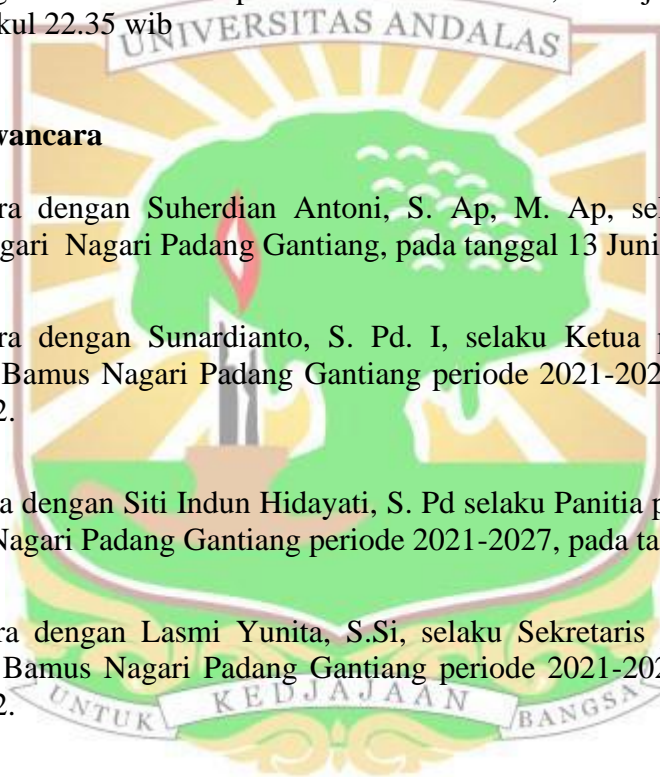 kul 22.35 wib
UNIVERSITAS ANDALAS
wancara
ra dengan Suherdian Antoni, S. Ap, M. Ap, sel
gari Nagari Padang Gantiang, pada tanggal 13 Juni
ra dengan Sunardianto, S. Pd. I, selaku Ketua p
Bamus Nagari Padang Gantiang periode 2021-202
2.
a dengan Siti Indun Hidayati, S. Pd selaku Panitia p
Nagari Padang Gantiang periode 2021-2027, pada ta
ra dengan Lasmi Yunita, S.Si, selaku Sekretaris
Bamus Nagari Padang Gantiang periode 2021-202
2.
UNTUK KEDJAJAAN BANGSA